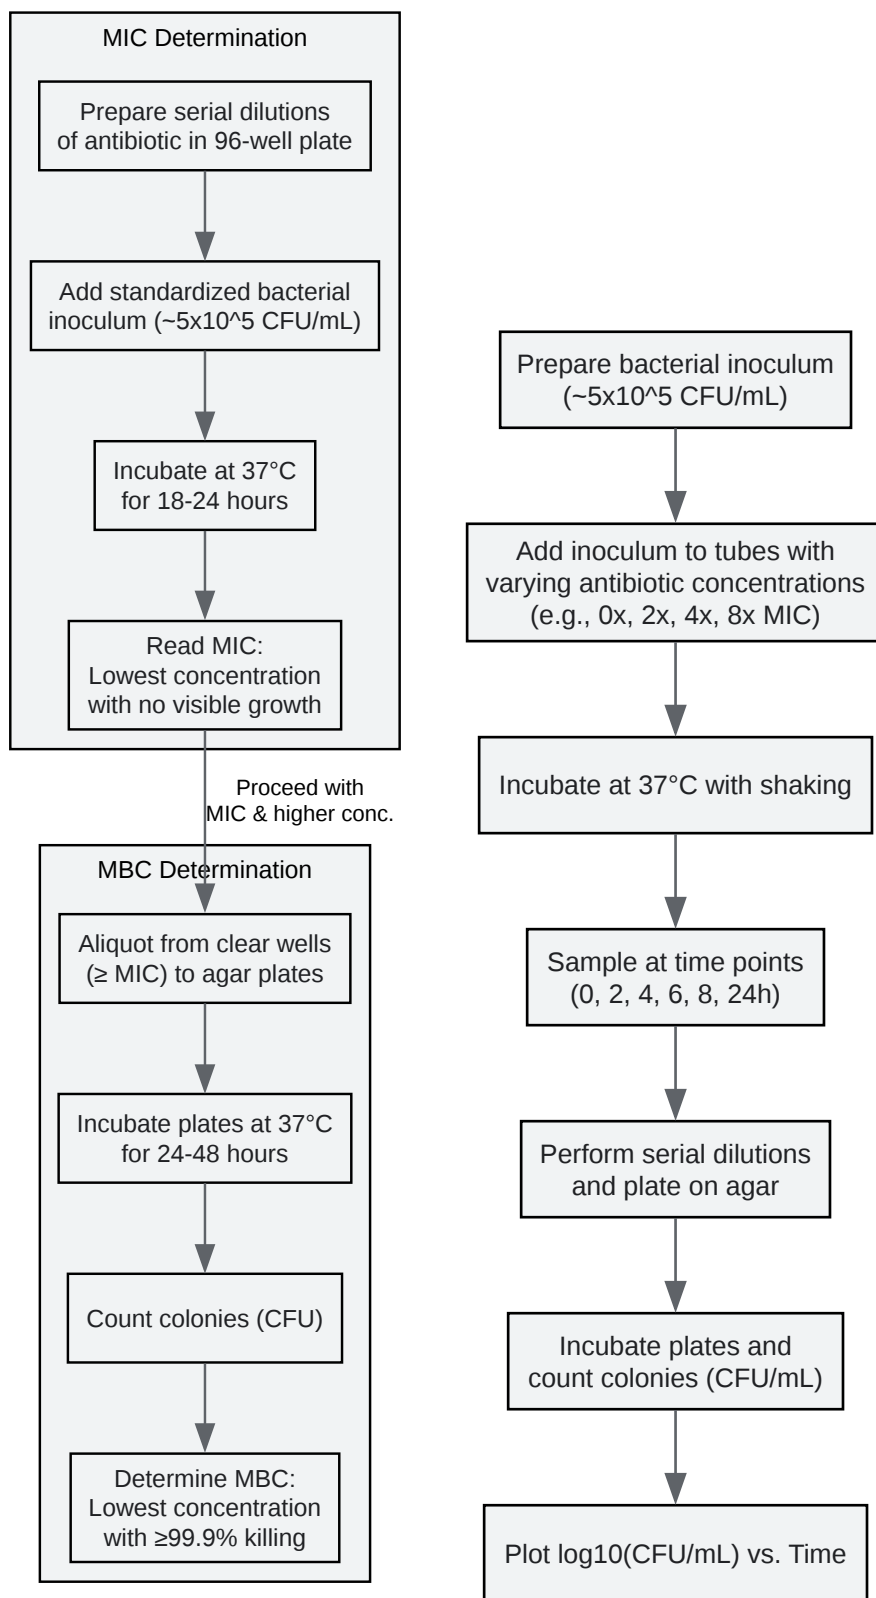 MIC Determination
Prepare serial dilutions
of antibiotic in 96-well plate
Add standardized bacterial
inoculum (~5x10^5 CFU/mL)
Incubate at 37°C
for 18-24 hours
Read MIC:
Lowest concentration
with no visible growth
Proceed with
MIC & higher conc.
MBC Determination
Aliquot from clear wells
(≥ MIC) to agar plates
Incubate plates at 37°C
for 24-48 hours
Count colonies (CFU)
Determine MBC:
Lowest concentration
with ≥99.9% killing
Prepare bacterial inoculum
(~5x10^5 CFU/mL)
Add inoculum to tubes with
varying antibiotic concentrations
(e.g., 0x, 2x, 4x, 8x MIC)
Incubate at 37°C with shaking
Sample at time points
(0, 2, 4, 6, 8, 24h)
Perform serial dilutions
and plate on agar
Incubate plates and
count colonies (CFU/mL)
Plot log10(CFU/mL) vs. Time